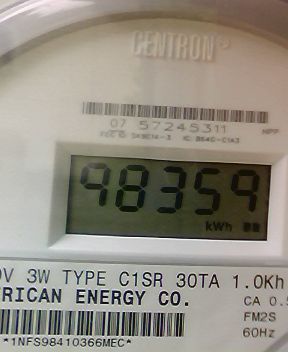 CENTRON®
07 57245311
NPP
98359
kWh
V 3W TYPE C1SR 30TA 1.0Kh
RICAN ENERGY CO.
CA 0.5
FM2S
60Hz
*1NFS98410366MEC*